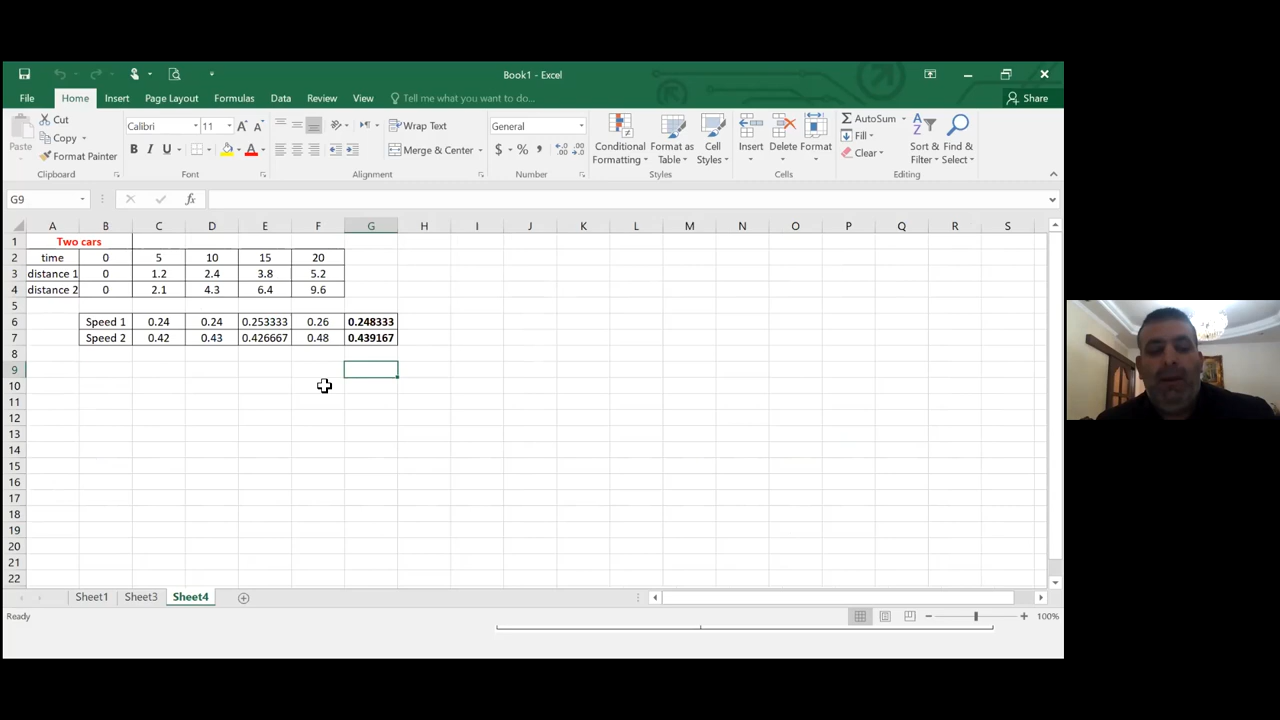 Book1 - Excel
File Home Insert Page Layout Formulas Data Review View Tell me what you want to do... Share
Paste Cut Copy Format Painter Clipboard
Calibri 11 A A B I U A Font
Wrap Text Merge & Center Alignment
General $ % , Number
Conditional Formatting Format as Table Cell Styles Styles
Insert Delete Format Cells
AutoSum Fill Clear Sort & Filter Find & Select Editing
G9 fx
A B C D E F G H I J K L M N O P Q R S
1 Two cars
2 time 0 5 10 15 20
3 distance 1 0 1.2 2.4 3.8 5.2
4 distance 2 0 2.1 4.3 6.4 9.6
5
6 Speed 1 0.24 0.24 0.253333 0.26 0.248333
7 Speed 2 0.42 0.43 0.426667 0.48 0.439167
8
9
10
11
12
13
14
15
16
17
18
19
20
21
22
Sheet1 Sheet3 Sheet4
Ready 100%